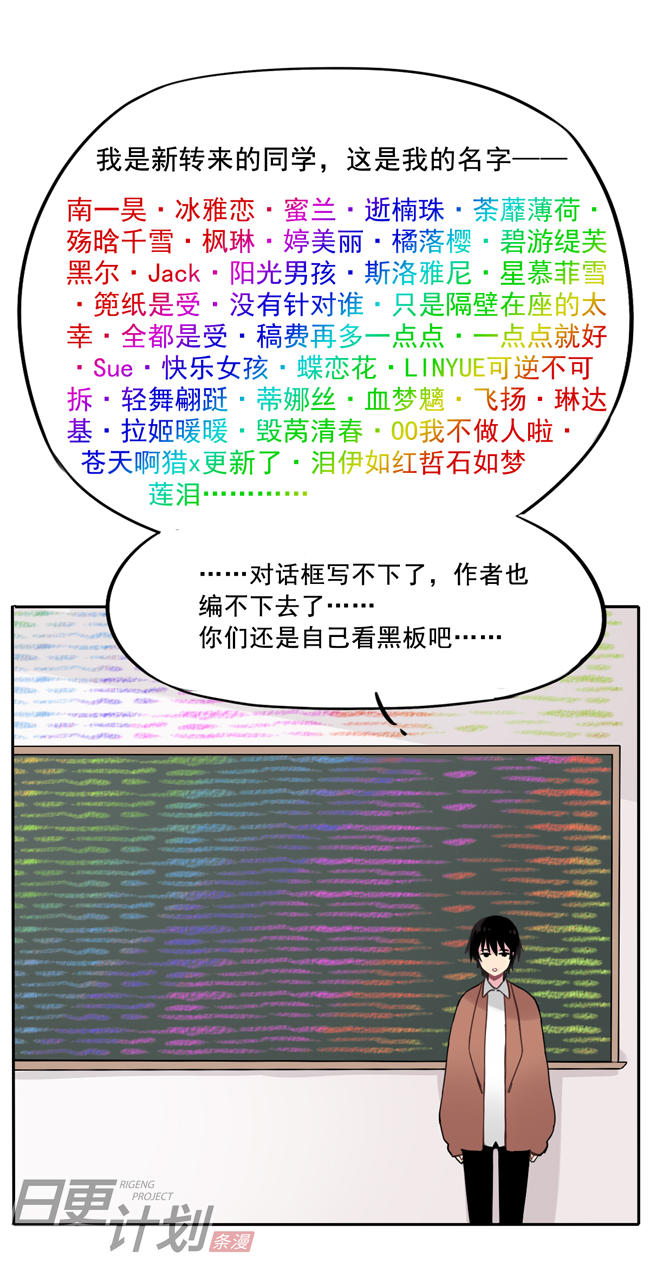 我是新转来的同学，这是我的名字——
南一昊·冰雅恋·蜜兰·逝楠珠·荼蘼薄荷·
殇晗千雪·枫琳·婷美丽·橘落樱·碧游缇芙
黑尔·Jack·阳光男孩·斯洛雅尼·星慕菲雪
·篼纸是受·没有针对谁·只是隔壁在座的太
幸·全都是受·稿费再多一点点·一点点就好
·Sue·快乐女孩·蝶恋花·LINYUE可逆不可
拆·轻舞翩跹·蒂娜丝·血梦魑·飞扬·琳达
基·拉姬暖暖·毁莴清春·OO我不做人啦·
苍天啊猎x更新了·泪伊如红哲石如梦
莲泪…………
……对话框写不下了，作者也
编不下去了……
你们还是自己看黑板吧……
日更计划
RIGENG
PROJECT
条漫